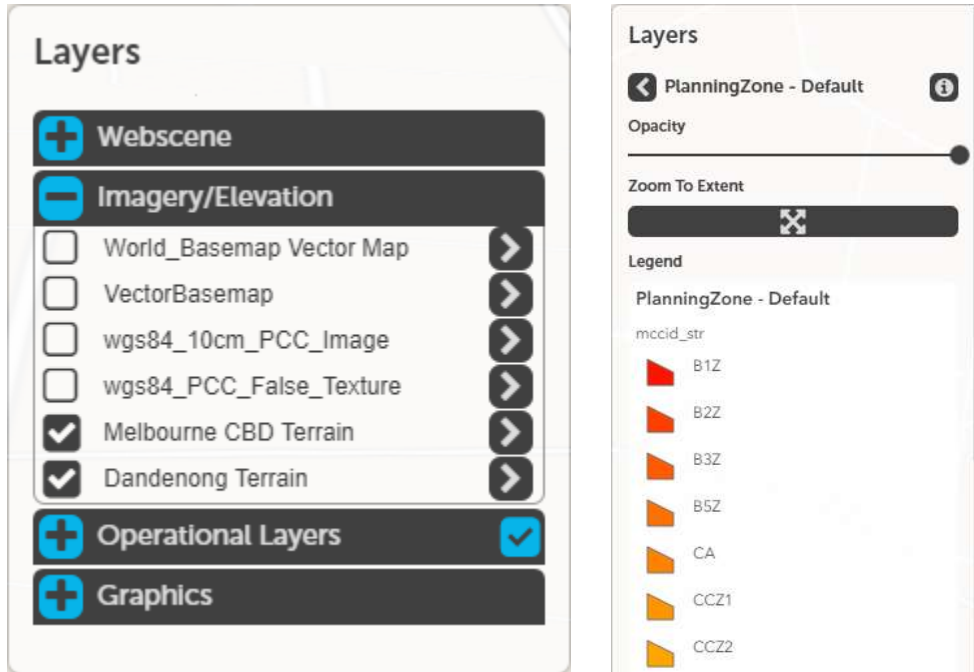 Layers
Webscene
Imagery/Elevation
World_Basemap Vector Map
VectorBasemap
wgs84_10cm_PCC_Image
wgs84_PCC_False_Texture
Melbourne CBD Terrain
Dandenong Terrain
Operational Layers
Graphics
Layers
PlanningZone - Default
Opacity
Zoom To Extent
Legend
PlanningZone - Default
mccid_str
B1Z
B2Z
B3Z
B5Z
CA
CCZ1
CCZ2